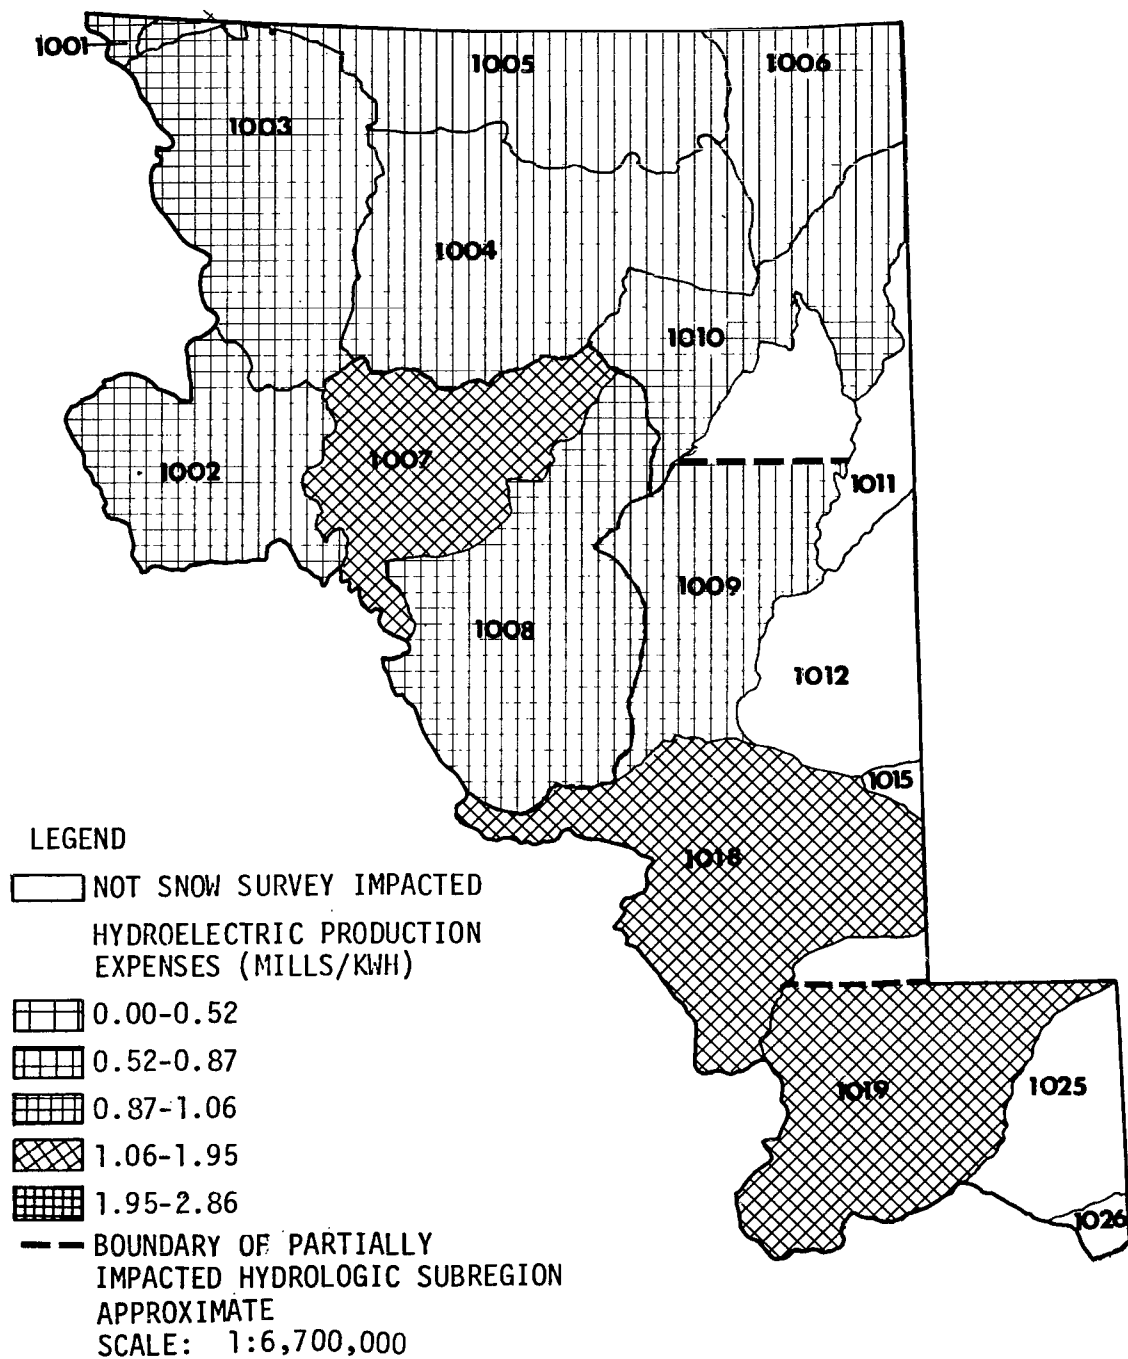 1001
1005
1006
1003
1004
1010
1007
1002
1011
1009
1008
1012
1015
1018
LEGEND
NOT SNOW SURVEY IMPACTED
HYDROELECTRIC PRODUCTION
EXPENSES (MILLS/KWH)
0.00-0.52
0.52-0.87
0.87-1.06
1.06-1.95
1.95-2.86
BOUNDARY OF PARTIALLY
IMPACTED HYDROLOGIC SUBREGION
APPROXIMATE
SCALE: 1:6,700,000
1019
1025
1026